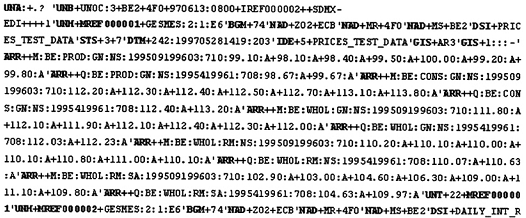 UNA:+.? 'UNB+UNOC:3+BE2+4F0+970613:0800+IREF000002++SDMX-
EDI++++1'UNH+MREF000001+GESMES:2:1:E6'BGM+74'NAD+Z02+ECB'NAD+MR+4F0'NAD+MS+BE2'DSI+PRIC
ES_TEST_DATA'STS+3+7'DTM+242:19970528141９:203'IDE+5+PRICES_TEST_DATA'GIS+AR3'GIS+1:::-'
ARR++M:BE:PROD:GN:NS:199509199603:710:99.10:A+98.10:A+98.40:A+99.50:A+100.00:A+99.20:A+
99.80:A'ARR++Q:BE:PROD:GN:NS:1995419961:708:98.67:A+99.67:A'ARR++M:BE:CONS:GN:NS:199509
199603:710:112.20:A+112.10:A+112.30:A+112.40:A+112.90:A+113.20:A+113.20:A'ARR++Q:BE:CON
S:GN:NS:1995419961:708:112.40:A+113.20:A'ARR++M:BE:WHOL:GN:NS:199509199603:710:111.80:A
+112.10:A+111.90:A+112.10:A+112.40:A+112.30:A+112.00:A'ARR++Q:BE:WHOL:GN:NS:1995419961:
708:112.03:A+112.23:A'ARR++M:BE:WHOL:RM:NS:199509199603:710:110.20:A+110.00:A+110.00:A+
110.10:A+110.80:A+111.00:A+110.10:A'ARR++Q:BE:WHOL:RM:NS:1995419961:708:110.07:A+110.63
:A'ARR++M:BE:WHOL:RM:SA:199509199603:710:102.90:A+103.00:A+104.60:A+106.30:A+109.00:A+1
11.10:A+109.80:A'ARR++Q:BE:WHOL:RM:SA:1995419961:708:104.63:A+109.97:A'UNT+22+MREF00000
1'UNH+MREF000002+GESMES:2:1:E6'BGM+74'NAD+Z02+ECB'NAD+MR+4F0'NAD+MS+BE2'DSI+DAILY_INT_R